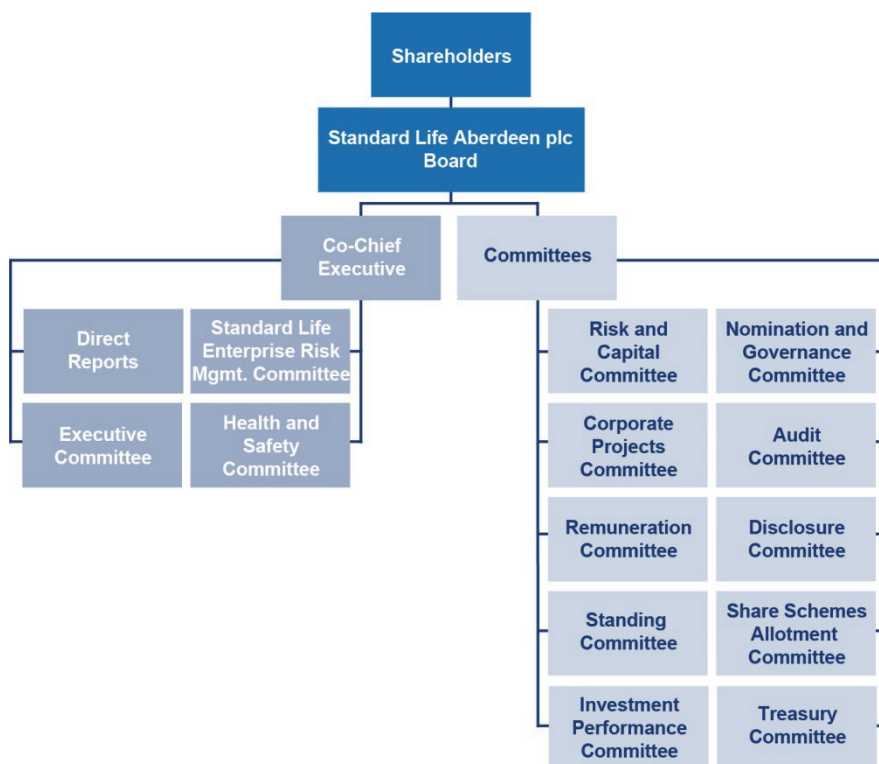 Shareholders
Standard Life Aberdeen plc
Board
Co-Chief
Executive
Committees
Direct
Reports
Standard Life
Enterprise Risk
Mgmt. Committee
Executive
Committee
Health and
Safety
Committee
Risk and
Capital
Committee
Nomination and
Governance
Committee
Corporate
Projects
Committee
Audit
Committee
Remuneration
Committee
Disclosure
Committee
Standing
Committee
Share Schemes
Allotment
Committee
Investment
Performance
Committee
Treasury
Committee